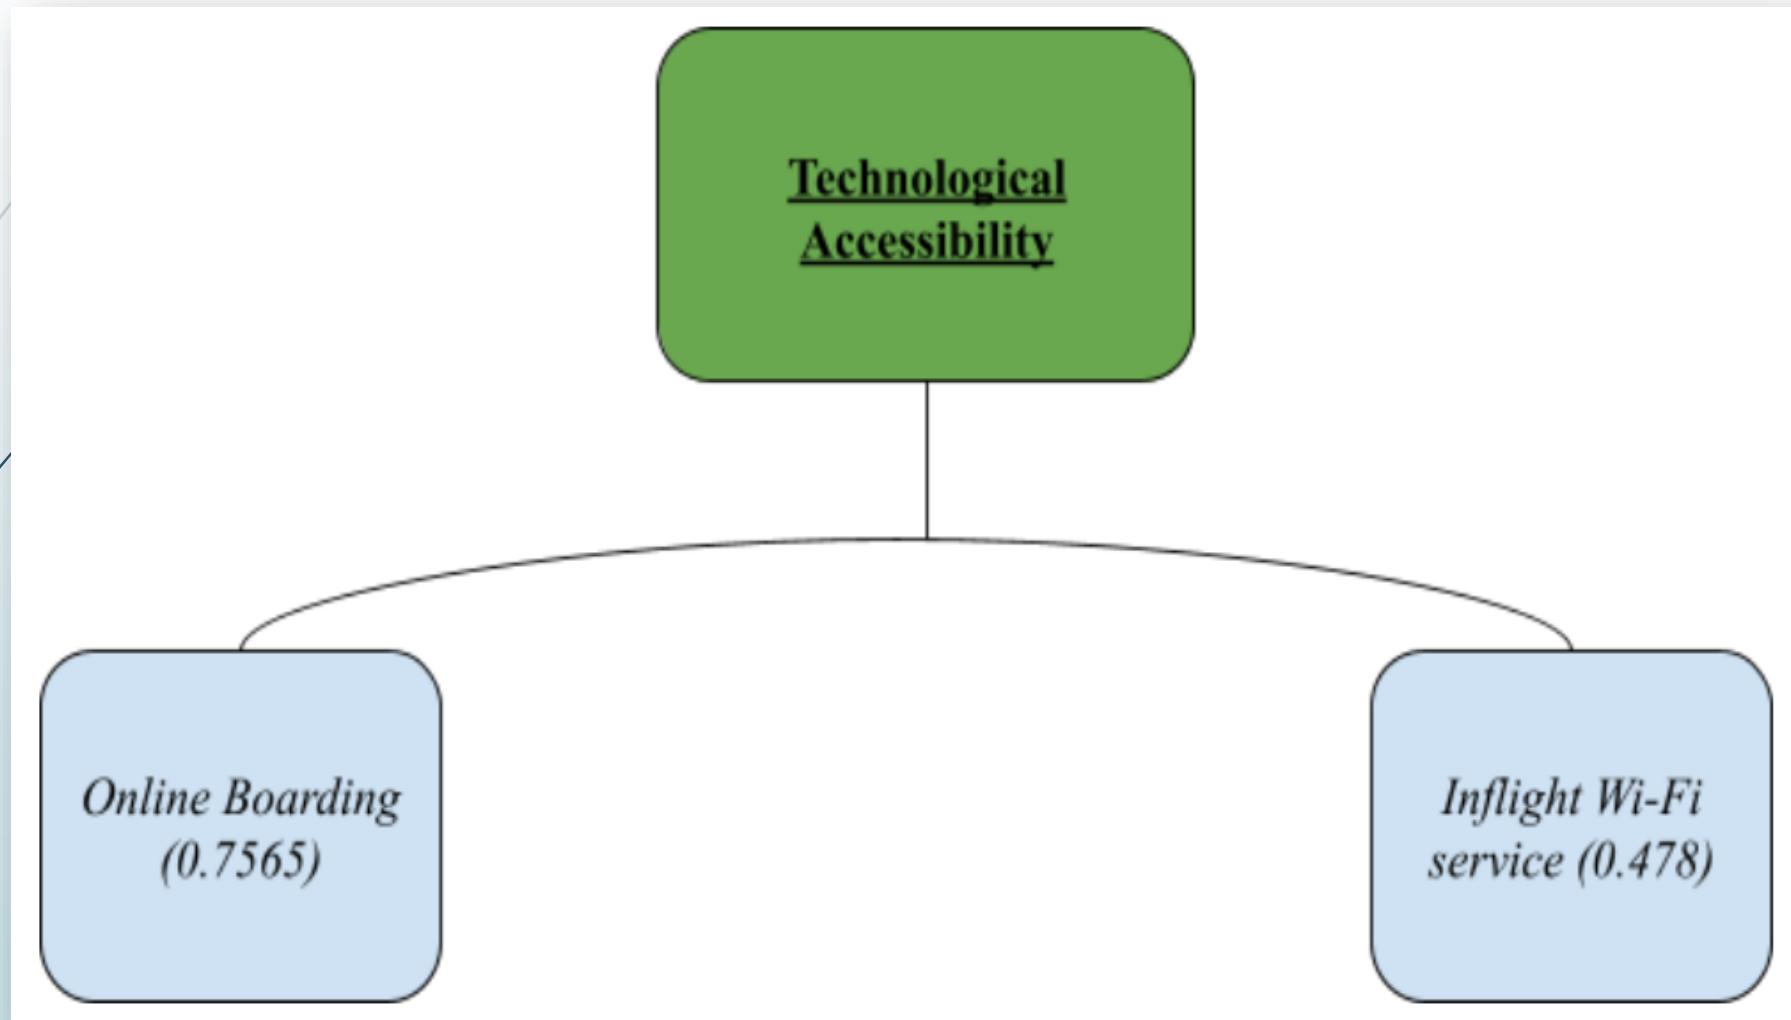 Technological
Accessibility
Online Boarding
(0.7565)
Inflight Wi-Fi
service (0.478)